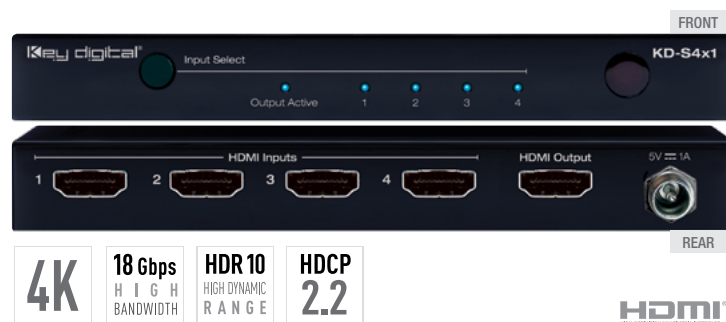 FRONT
Key digital®
Input Select
KD-S4x1
Output Active 1 2 3 4
HDMI Inputs
HDMI Output
5V ⎓ 1A
1 2 3 4
REAR
4K
18 Gbps
HIGH
BANDWIDTH
HDR 10
HIGH DYNAMIC
RANGE
HDCP
2.2
HDMI